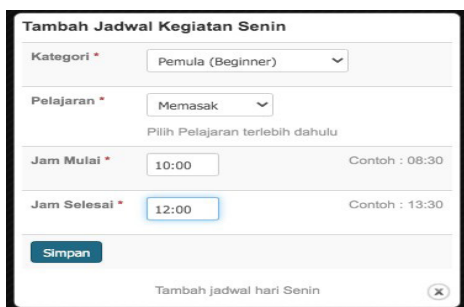 Tambah Jadwal Kegiatan Senin
Kategori * Pemula (Beginner)
Pelajaran * Memasak
Pilih Pelajaran terlebih dahulu
Jam Mulai * 10:00 Contoh : 08:30
Jam Selesai * 12:00 Contoh : 13:30
Simpan
Tambah jadwal hari Senin